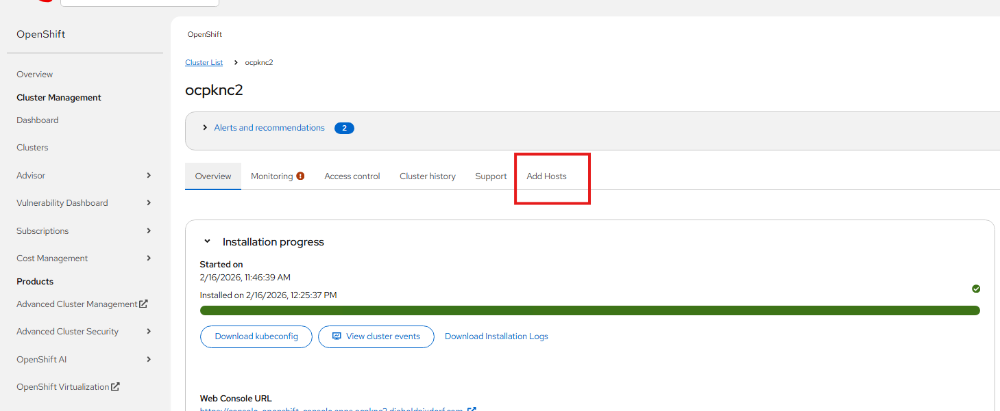 OpenShift
Overview
Cluster Management
Dashboard
Clusters
Advisor
Vulnerability Dashboard
Subscriptions
Cost Management
Products
Advanced Cluster Management
Advanced Cluster Security
OpenShift AI
OpenShift Virtualization
OpenShift
Cluster List > ocpknc2
ocpknc2
Alerts and recommendations 2
Overview Monitoring Access control Cluster history Support Add Hosts
Installation progress
Started on
2/16/2026, 11:46:39 AM
Installed on 2/16/2026, 12:25:37 PM
Download kubeconfig View cluster events Download Installation Logs
Web Console URL